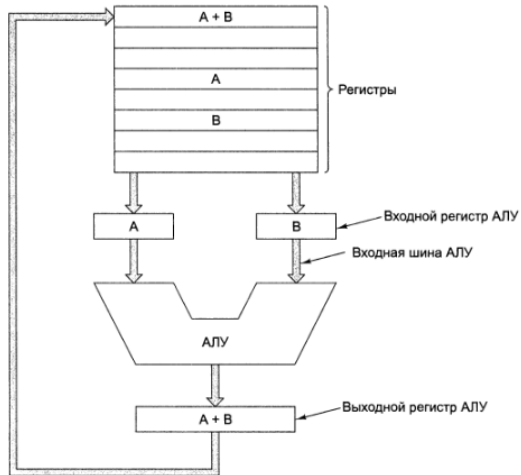 A + B
A
Регистры
B
A
B
Входной регистр АЛУ
Входная шина АЛУ
АЛУ
A + B
Выходной регистр АЛУ